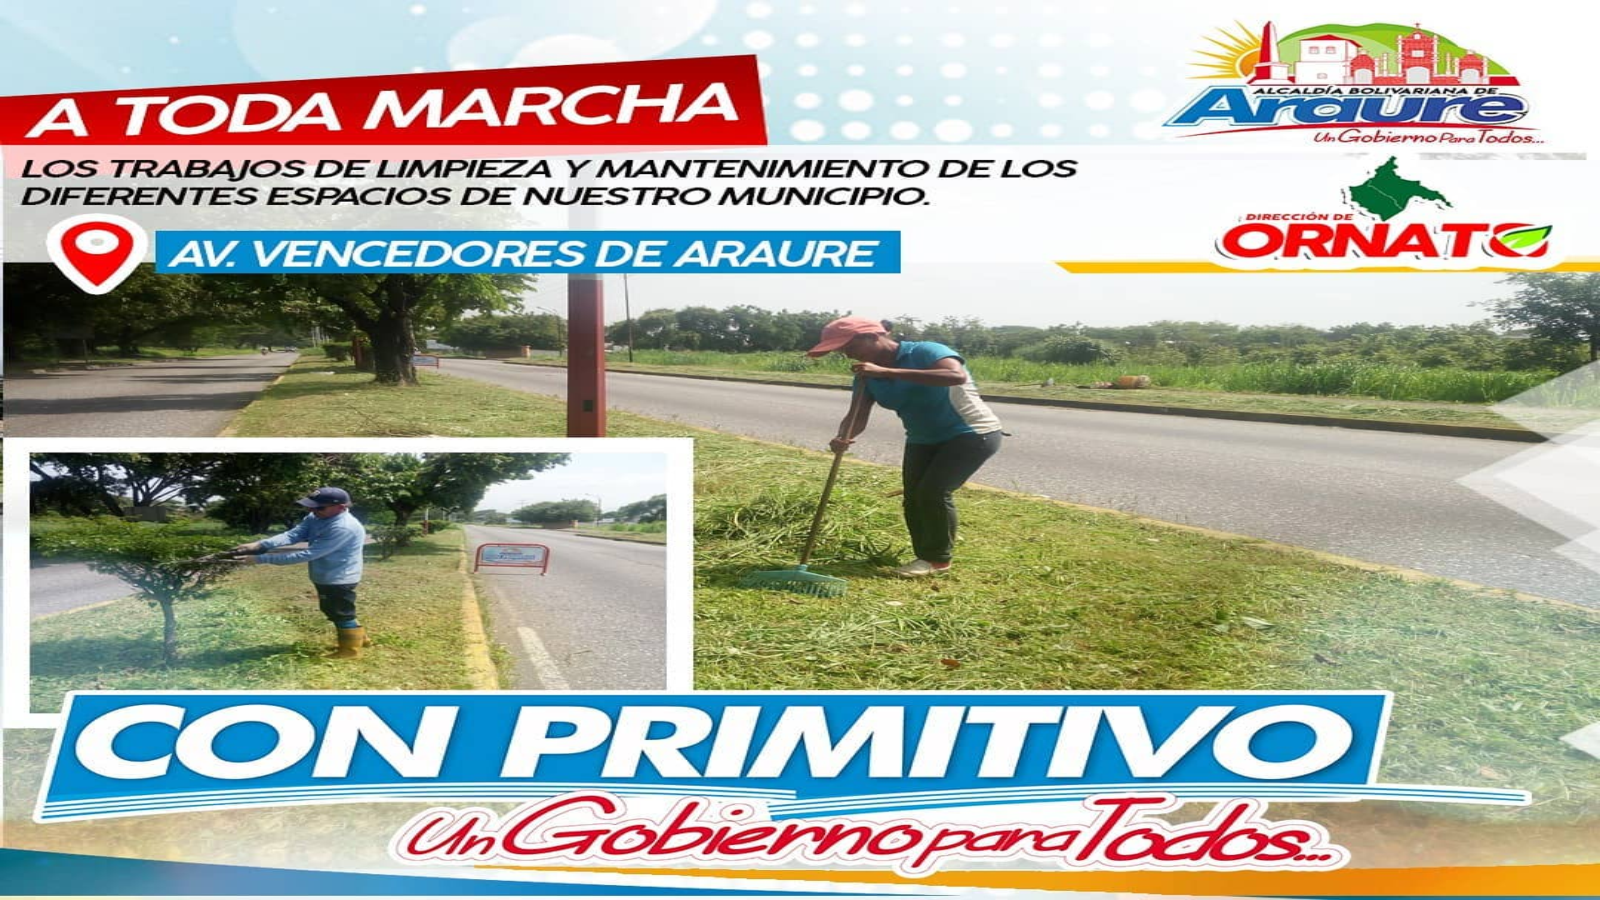 A TODA MARCHA
LOS TRABAJOS DE LIMPIEZA Y MANTENIMIENTO DE LOS
DIFERENTES ESPACIOS DE NUESTRO MUNICIPIO.
AV. VENCEDORES DE ARAURE
ALCALDÍA BOLIVARIANA DE
Araure
Un Gobierno Para Todos...
DIRECCIÓN DE
ORNATO
CON PRIMITIVO
Un Gobierno para Todos...